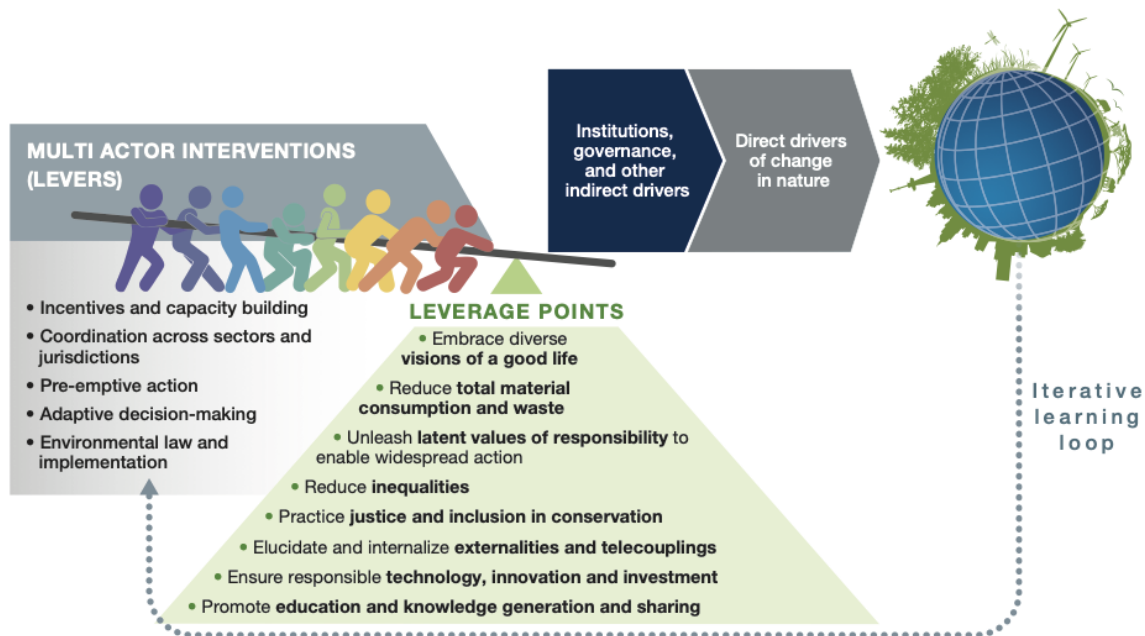 MULTI ACTOR INTERVENTIONS
(LEVERS)
• Incentives and capacity building
• Coordination across sectors and
jurisdictions
• Pre-emptive action
• Adaptive decision-making
• Environmental law and
implementation
Institutions,
governance,
and other
indirect drivers
Direct drivers
of change
in nature
LEVERAGE POINTS
• Embrace diverse
visions of a good life
• Reduce total material
consumption and waste
• Unleash latent values of responsibility to
enable widespread action
• Reduce inequalities
• Practice justice and inclusion in conservation
• Elucidate and internalize externalities and telecouplings
• Ensure responsible technology, innovation and investment
• Promote education and knowledge generation and sharing
Iterative
learning
loop